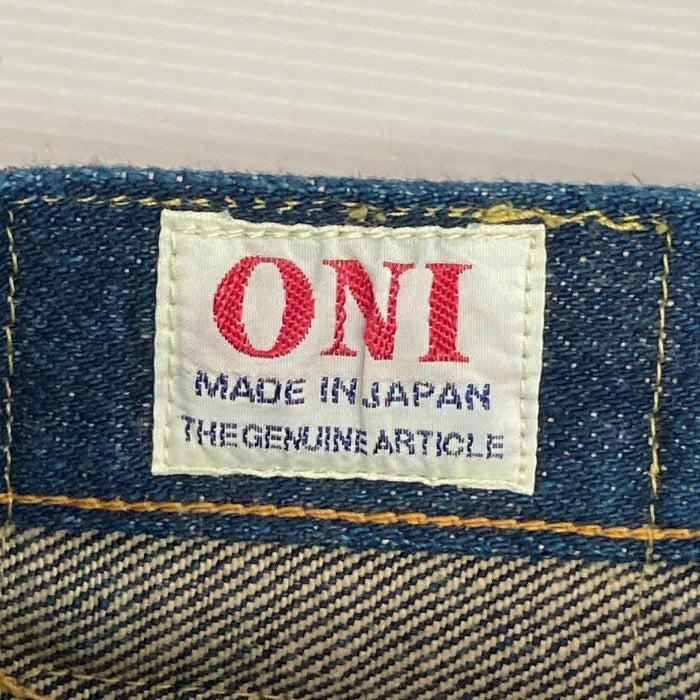 ONI
MADE IN JAPAN
THE GENUINE ARTICLE